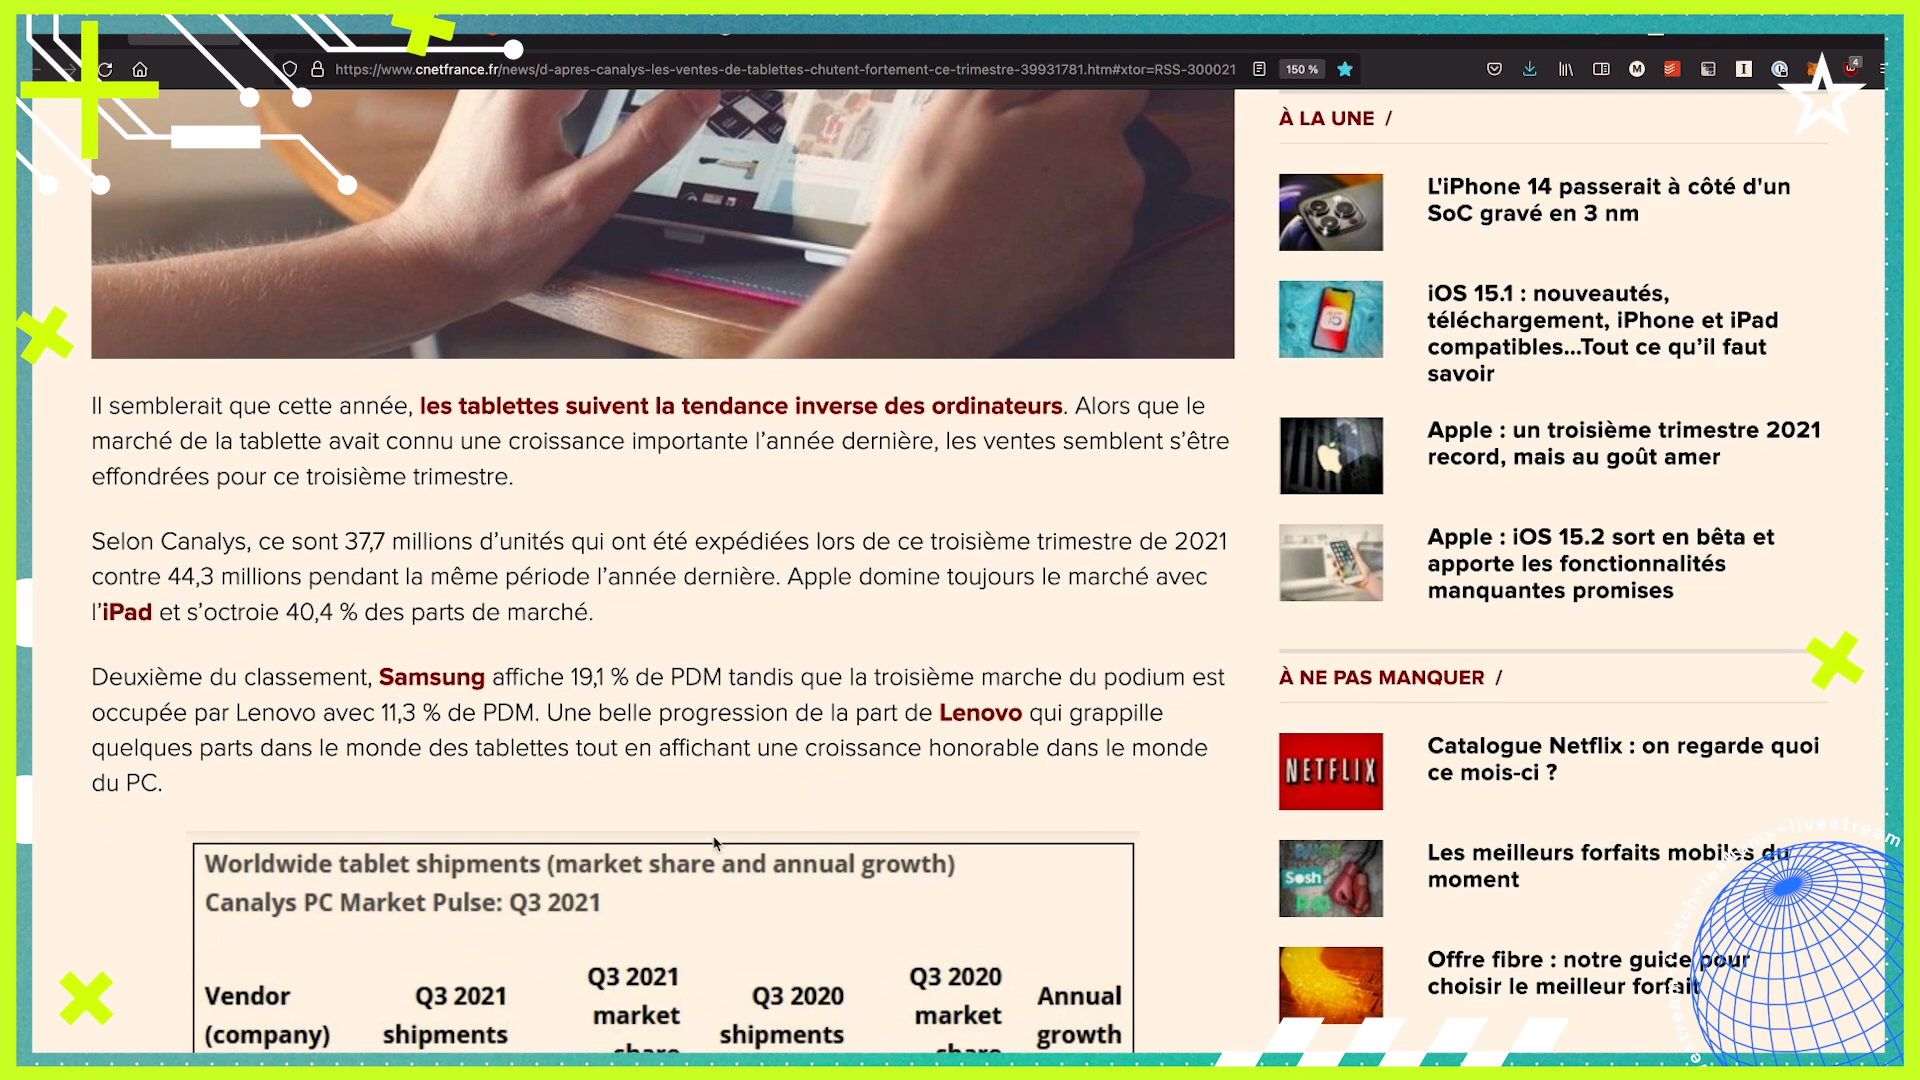 https://www.cnetfrance.fr/news/d-apres-canalys-les-ventes-de-tablettes-chutent-fortement-ce-trimestre-39931781.htm#xtor=RSS-300021
150 %
4
À LA UNE /
L'iPhone 14 passerait à côté d'un
SoC gravé en 3 nm
iOS 15.1 : nouveautés,
téléchargement, iPhone et iPad
compatibles...Tout ce qu'il faut
savoir
Apple : un troisième trimestre 2021
record, mais au goût amer
Apple : iOS 15.2 sort en bêta et
apporte les fonctionnalités
manquantes promises
Il semblerait que cette année, les tablettes suivent la tendance inverse des ordinateurs. Alors que le
marché de la tablette avait connu une croissance importante l'année dernière, les ventes semblent s'être
effondrées pour ce troisième trimestre.
Selon Canalys, ce sont 37,7 millions d'unités qui ont été expédiées lors de ce troisième trimestre de 2021
contre 44,3 millions pendant la même période l'année dernière. Apple domine toujours le marché avec
l'iPad et s'octroie 40,4 % des parts de marché.
Deuxième du classement, Samsung affiche 19,1 % de PDM tandis que la troisième marche du podium est
occupée par Lenovo avec 11,3 % de PDM. Une belle progression de la part de Lenovo qui grappille
quelques parts dans le monde des tablettes tout en affichant une croissance honorable dans le monde
du PC.
À NE PAS MANQUER /
NETFLIX
Catalogue Netflix : on regarde quoi
ce mois-ci ?
Sosh
Les meilleurs forfaits mobiles du
moment
Offre fibre : notre guide pour
choisir le meilleur forfait
Worldwide tablet shipments (market share and annual growth)
Canalys PC Market Pulse: Q3 2021
Vendor
(company)
Q3 2021
shipments
Q3 2021
market
share
Q3 2020
shipments
Q3 2020
market
share
Annual
growth